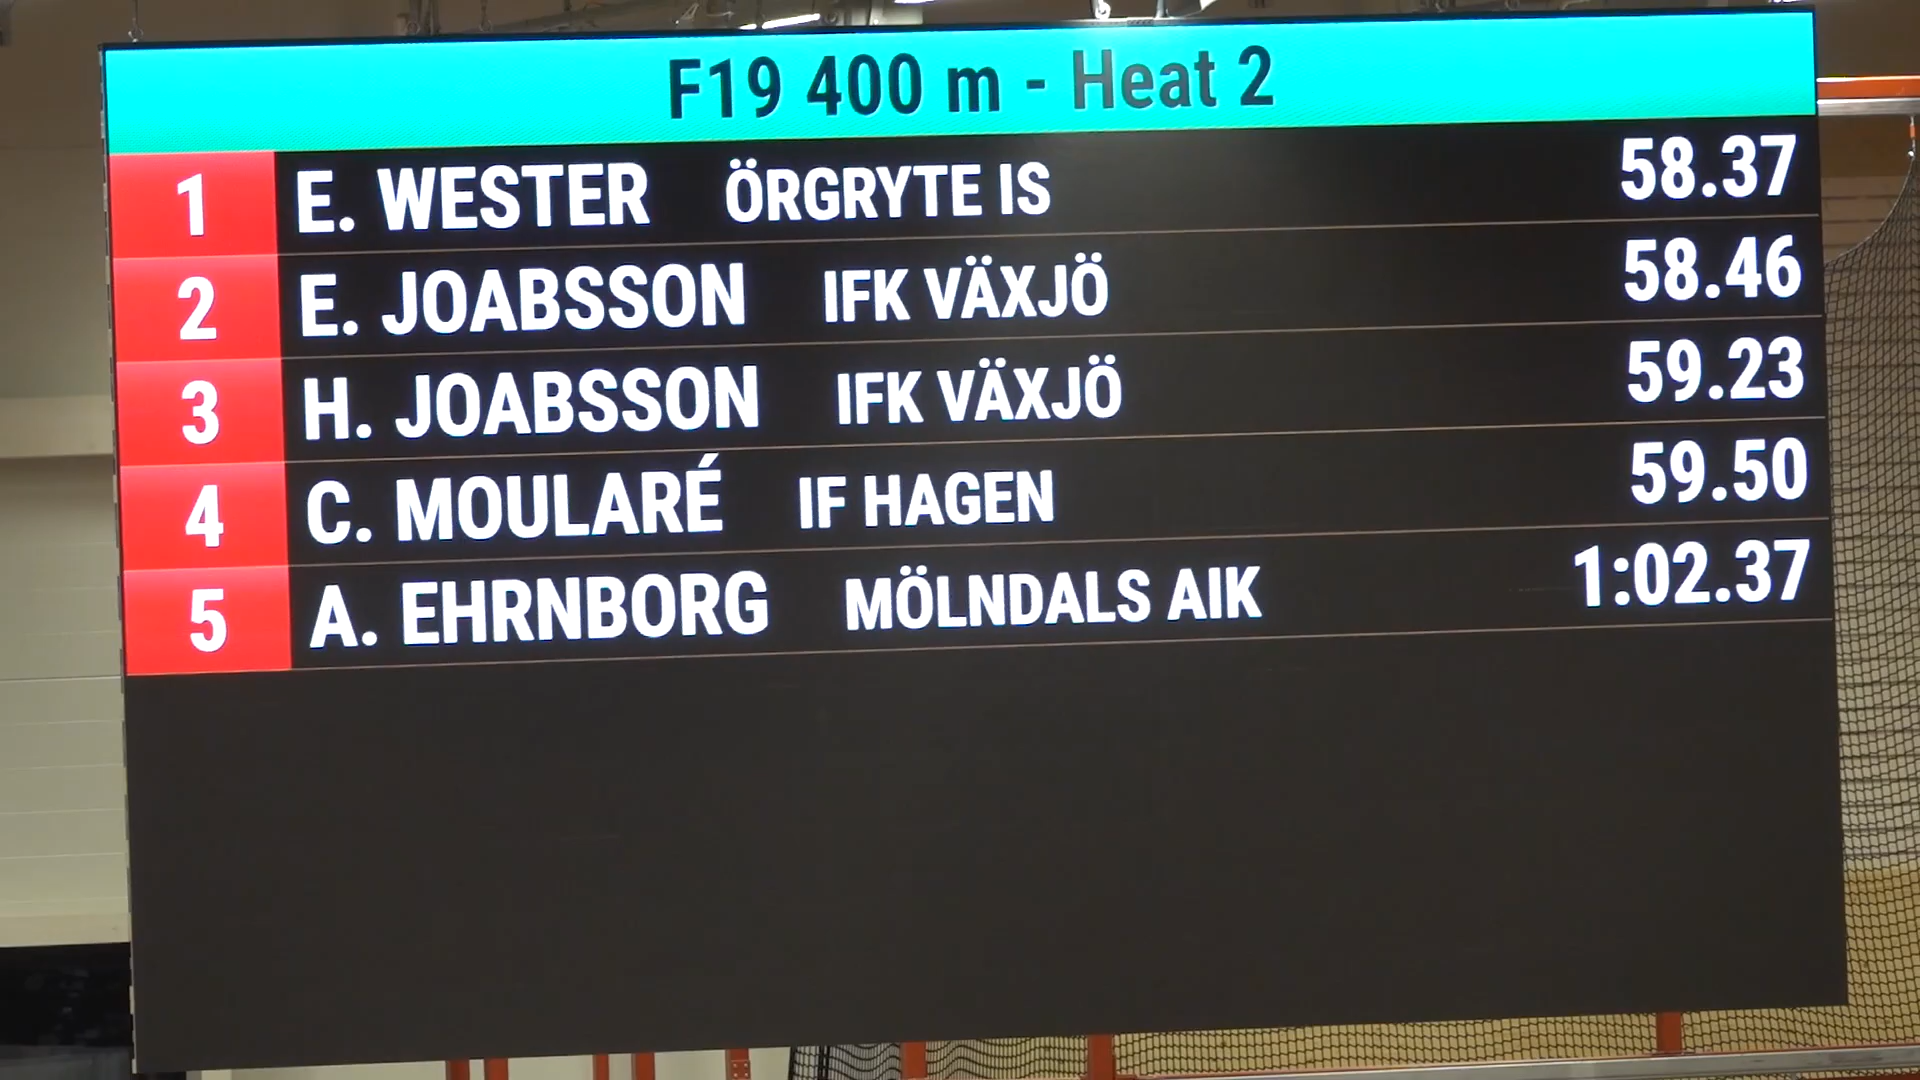 F19 400 m - Heat 2
1 E. WESTER ÖRGRYTE IS 58.37
2 E. JOABSSON IFK VÄXJÖ 58.46
3 H. JOABSSON IFK VÄXJÖ 59.23
4 C. MOULARÉ IF HAGEN 59.50
5 A. EHRNBORG MÖLNDALS AIK 1:02.37